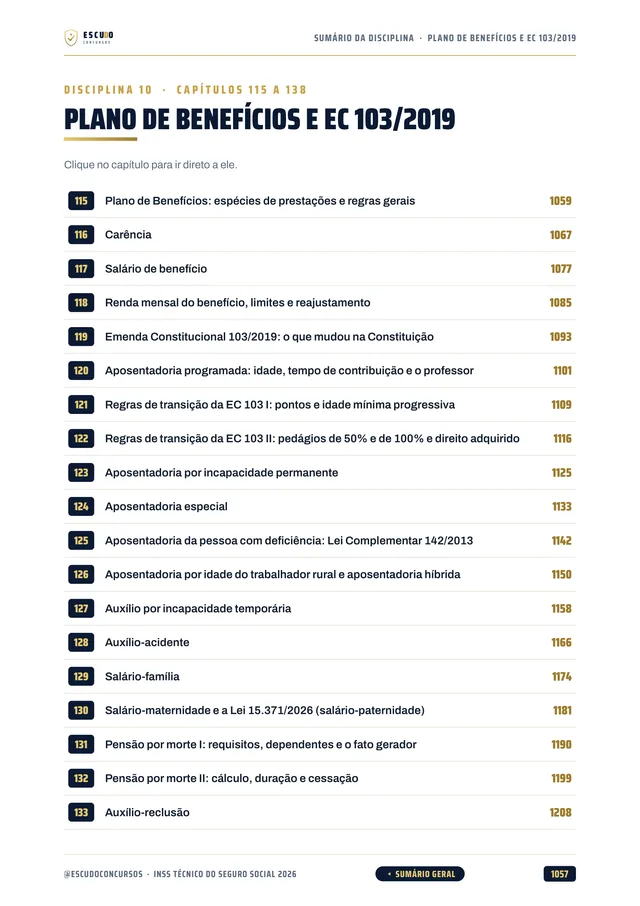 ESCUDO
CONCURSOS
SUMÁRIO DA DISCIPLINA · PLANO DE BENEFÍCIOS E EC 103/2019
DISCIPLINA 10 · CAPÍTULOS 115 A 138
PLANO DE BENEFÍCIOS E EC 103/2019
Clique no capítulo para ir direto a ele.
115 Plano de Benefícios: espécies de prestações e regras gerais 1059
116 Carência 1067
117 Salário de benefício 1077
118 Renda mensal do benefício, limites e reajustamento 1085
119 Emenda Constitucional 103/2019: o que mudou na Constituição 1093
120 Aposentadoria programada: idade, tempo de contribuição e o professor 1101
121 Regras de transição da EC 103 I: pontos e idade mínima progressiva 1109
122 Regras de transição da EC 103 II: pedágios de 50% e de 100% e direito adquirido 1116
123 Aposentadoria por incapacidade permanente 1125
124 Aposentadoria especial 1133
125 Aposentadoria da pessoa com deficiência: Lei Complementar 142/2013 1142
126 Aposentadoria por idade do trabalhador rural e aposentadoria híbrida 1150
127 Auxílio por incapacidade temporária 1158
128 Auxílio-acidente 1166
129 Salário-família 1174
130 Salário-maternidade e a Lei 15.371/2026 (salário-paternidade) 1181
131 Pensão por morte I: requisitos, dependentes e o fato gerador 1190
132 Pensão por morte II: cálculo, duração e cessação 1199
133 Auxílio-reclusão 1208
@ESCUDOCONCURSOS · INSS TÉCNICO DO SEGURO SOCIAL 2026
SUMÁRIO GERAL
1057